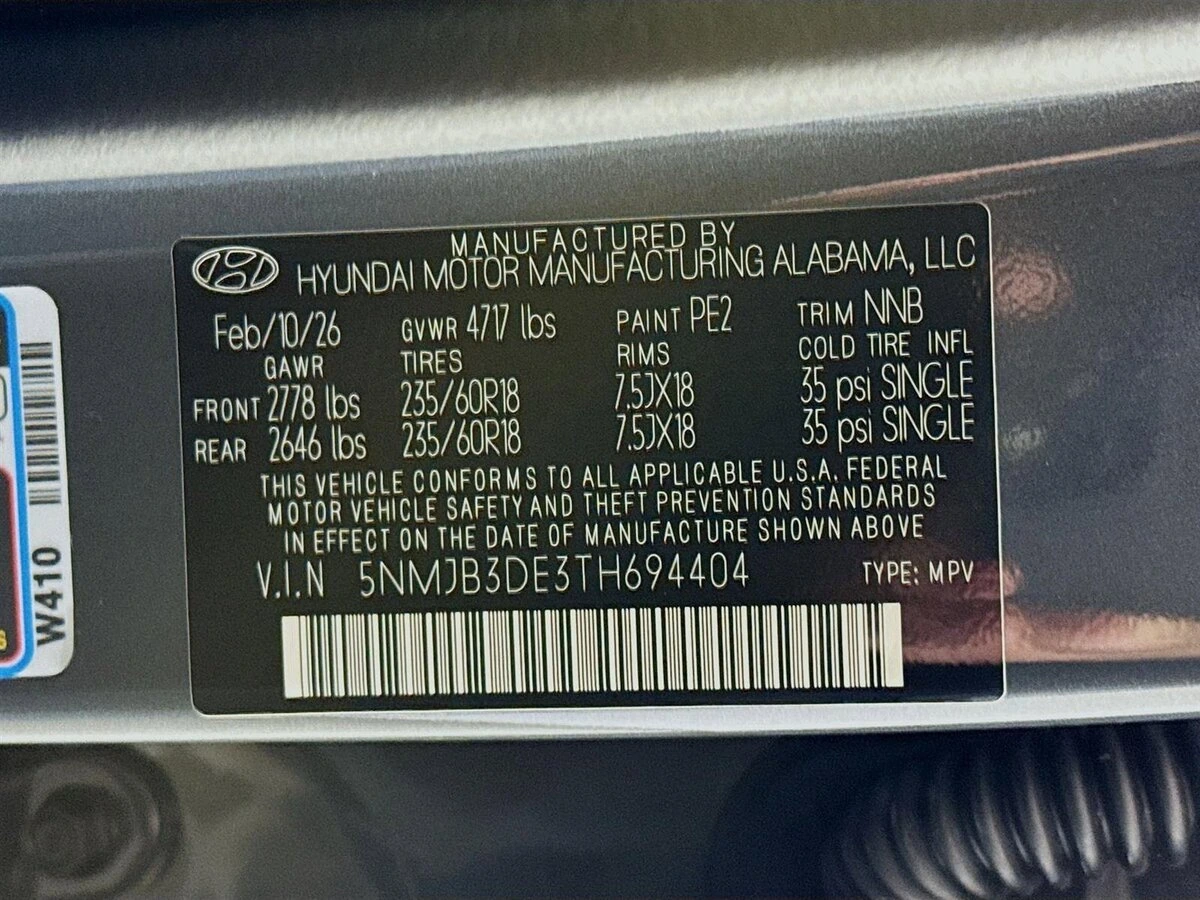 MANUFACTURED BY
HYUNDAI MOTOR MANUFACTURING ALABAMA, LLC
Feb/10/26 GVWR 4717 lbs PAINT PE2 TRIM NNB
GAWR TIRES RIMS COLD TIRE INFL
FRONT 2778 lbs 235/60R18 7.5JX18 35 psi SINGLE
REAR 2646 lbs 235/60R18 7.5JX18 35 psi SINGLE
THIS VEHICLE CONFORMS TO ALL APPLICABLE U.S.A. FEDERAL
MOTOR VEHICLE SAFETY AND THEFT PREVENTION STANDARDS
IN EFFECT ON THE DATE OF MANUFACTURE SHOWN ABOVE
V.I.N 5NMJB3DE3TH694404 TYPE: MPV
W410